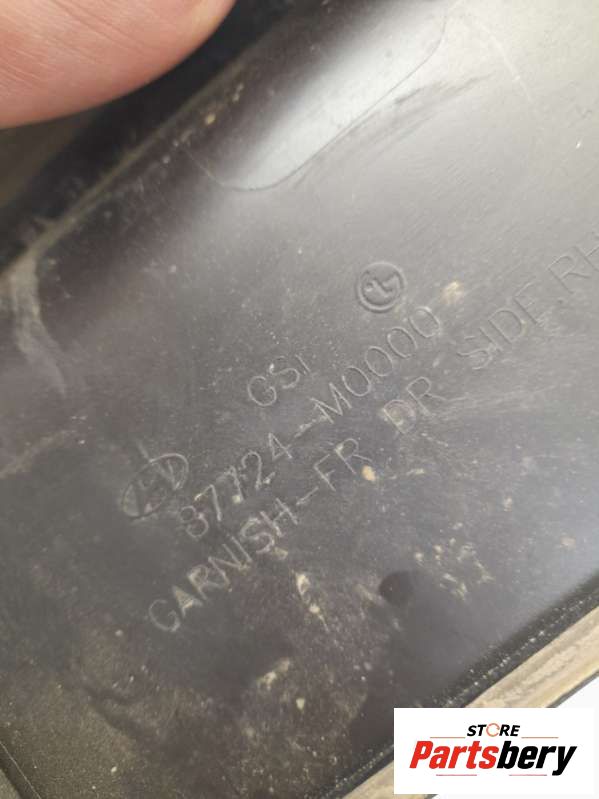 GSI
87724-M0000
GARNISH-FR DR SIDE,RH
STORE
Partsbery